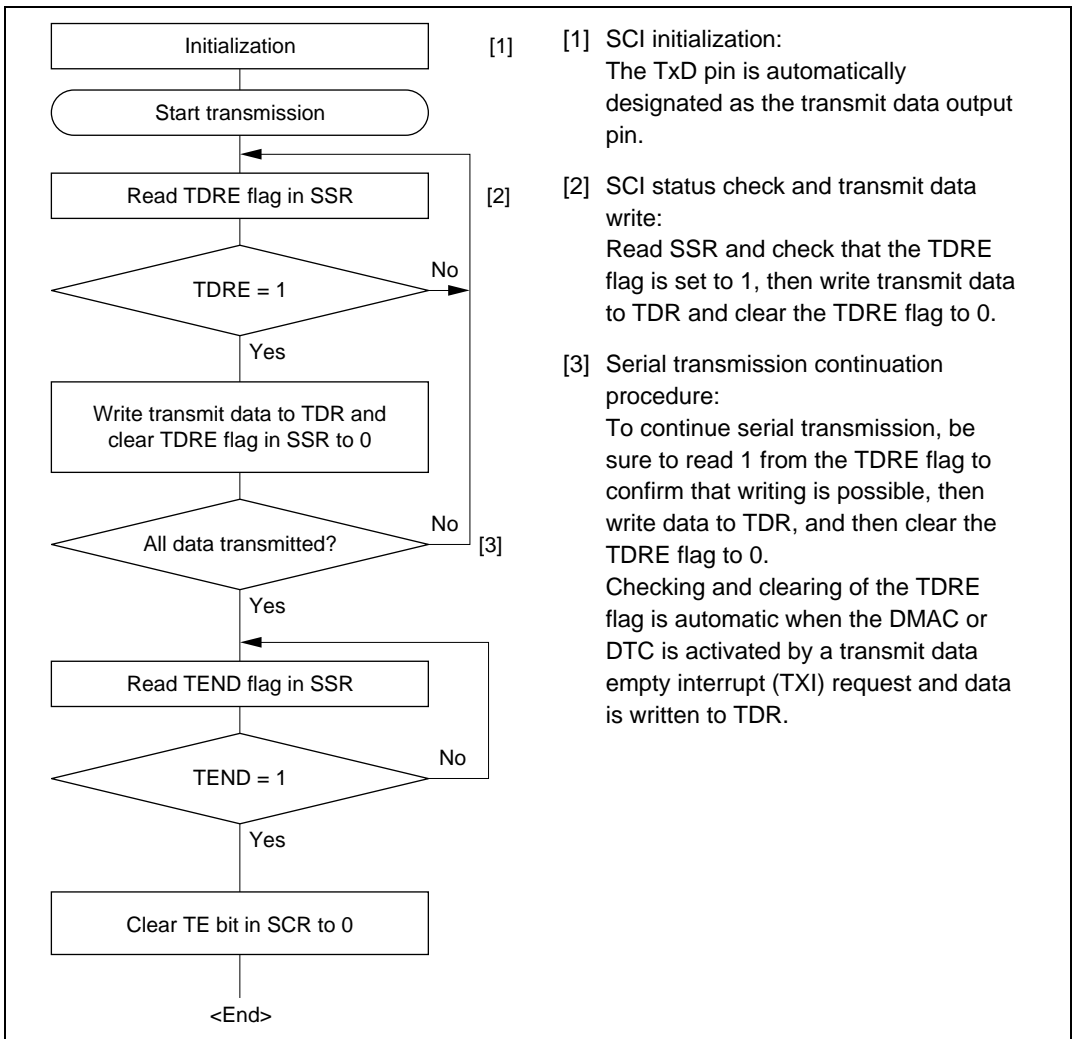 Initialization
[1]
Start transmission
Read TDRE flag in SSR
[2]
TDRE = 1
No
Yes
Write transmit data to TDR and
clear TDRE flag in SSR to 0
All data transmitted?
No
[3]
Yes
Read TEND flag in SSR
TEND = 1
No
Yes
Clear TE bit in SCR to 0
<End>
[1] SCI initialization:
The TxD pin is automatically
designated as the transmit data output
pin.
[2] SCI status check and transmit data
write:
Read SSR and check that the TDRE
flag is set to 1, then write transmit data
to TDR and clear the TDRE flag to 0.
[3] Serial transmission continuation
procedure:
To continue serial transmission, be
sure to read 1 from the TDRE flag to
confirm that writing is possible, then
write data to TDR, and then clear the
TDRE flag to 0.
Checking and clearing of the TDRE
flag is automatic when the DMAC or
DTC is activated by a transmit data
empty interrupt (TXI) request and data
is written to TDR.